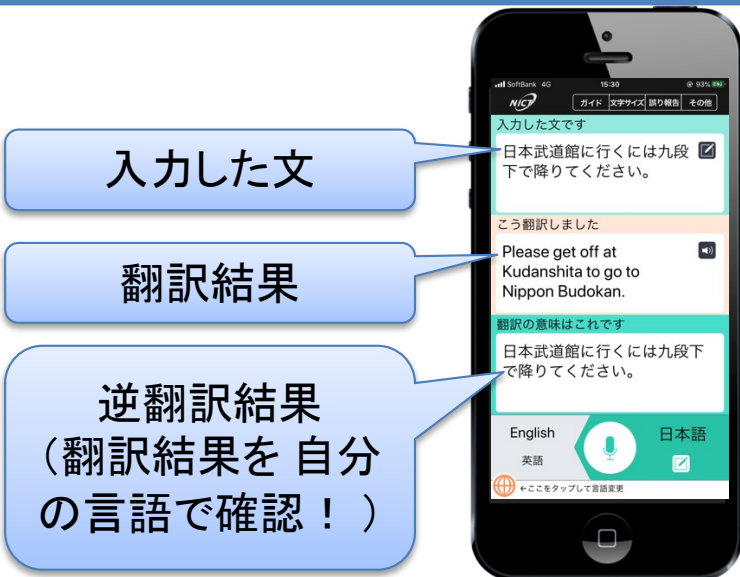 入力した文
翻訳結果
逆翻訳結果
（翻訳結果を 自分
の言語で確認！ ）
SoftBank 4G 15:30 93%
NICT ガイド 文字サイズ 誤り報告 その他
入力した文です
日本武道館に行くには九段
下で降りてください。
こう翻訳しました
Please get off at
Kudanshita to go to
Nippon Budokan.
翻訳の意味はこれです
日本武道館に行くには九段下
で降りてください。
English 日本語
英語
←ここをタップして言語変更